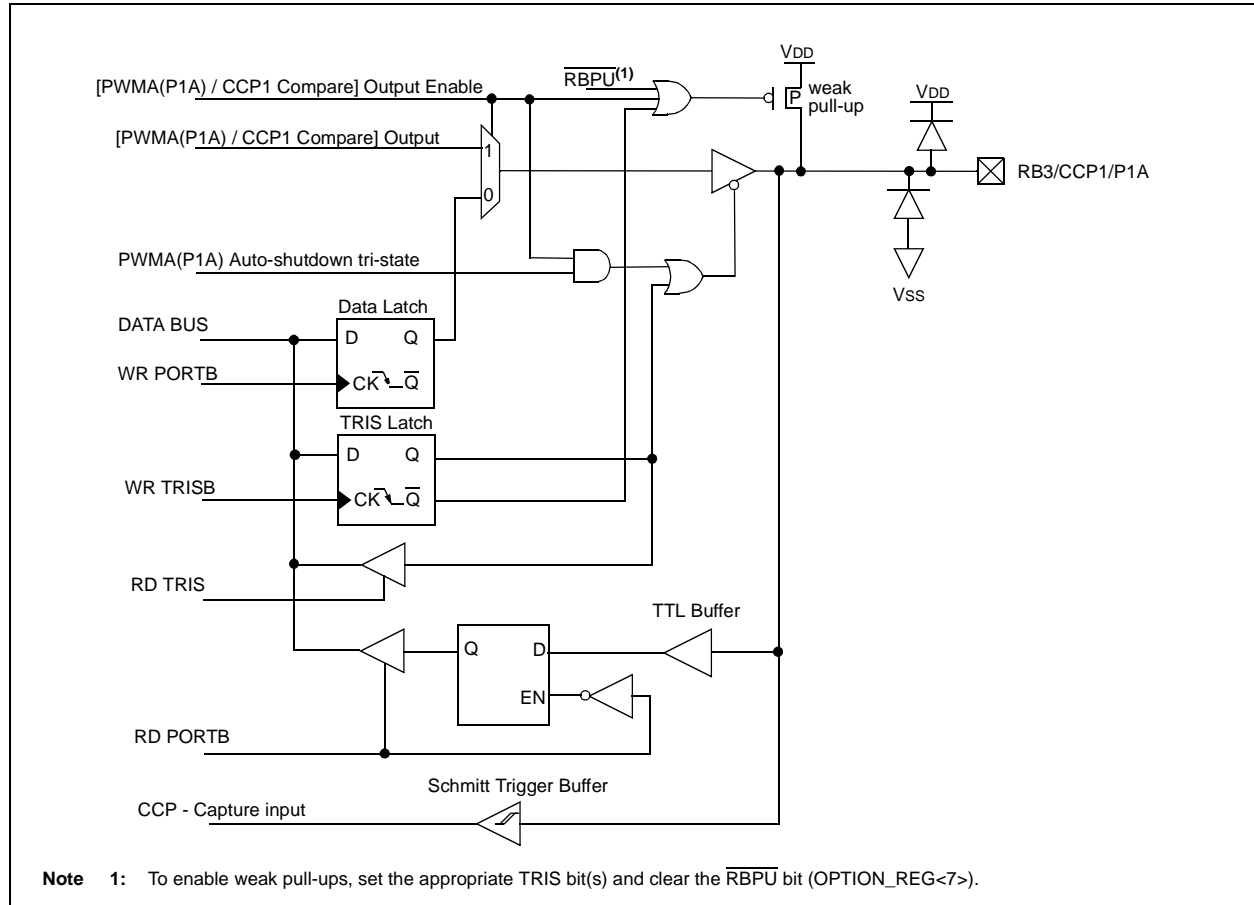 VDD
[PWMA(P1A) / CCP1 Compare] Output Enable
RBPU(1)
weak
pull-up
P
VDD
[PWMA(P1A) / CCP1 Compare] Output
1
0
RB3/CCP1/P1A
PWMA(P1A) Auto-shutdown tri-state
VSS
Data Latch
DATA BUS
D Q
WR PORTB
CK Q
TRIS Latch
D Q
WR TRISB
CK Q
RD TRIS
TTL Buffer
Q D
EN
RD PORTB
Schmitt Trigger Buffer
CCP - Capture input
Note 1: To enable weak pull-ups, set the appropriate TRIS bit(s) and clear the RBPU bit (OPTION_REG<7>).